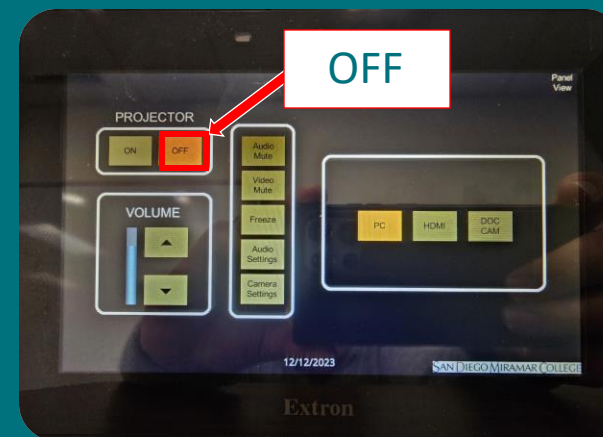 OFF
Panel
View
PROJECTOR
ON
OFF
VOLUME
Audio
Mute
Video
Mute
Freeze
Audio
Settings
Camera
Settings
PC
HDMI
DOC
CAM
12/12/2023
SAN DIEGO MIRAMAR COLLEGE
Extron